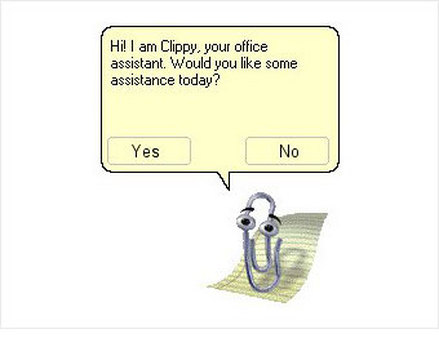 Hi! I am Clippy, your office
assistant. Would you like some
assistance today?
Yes
No